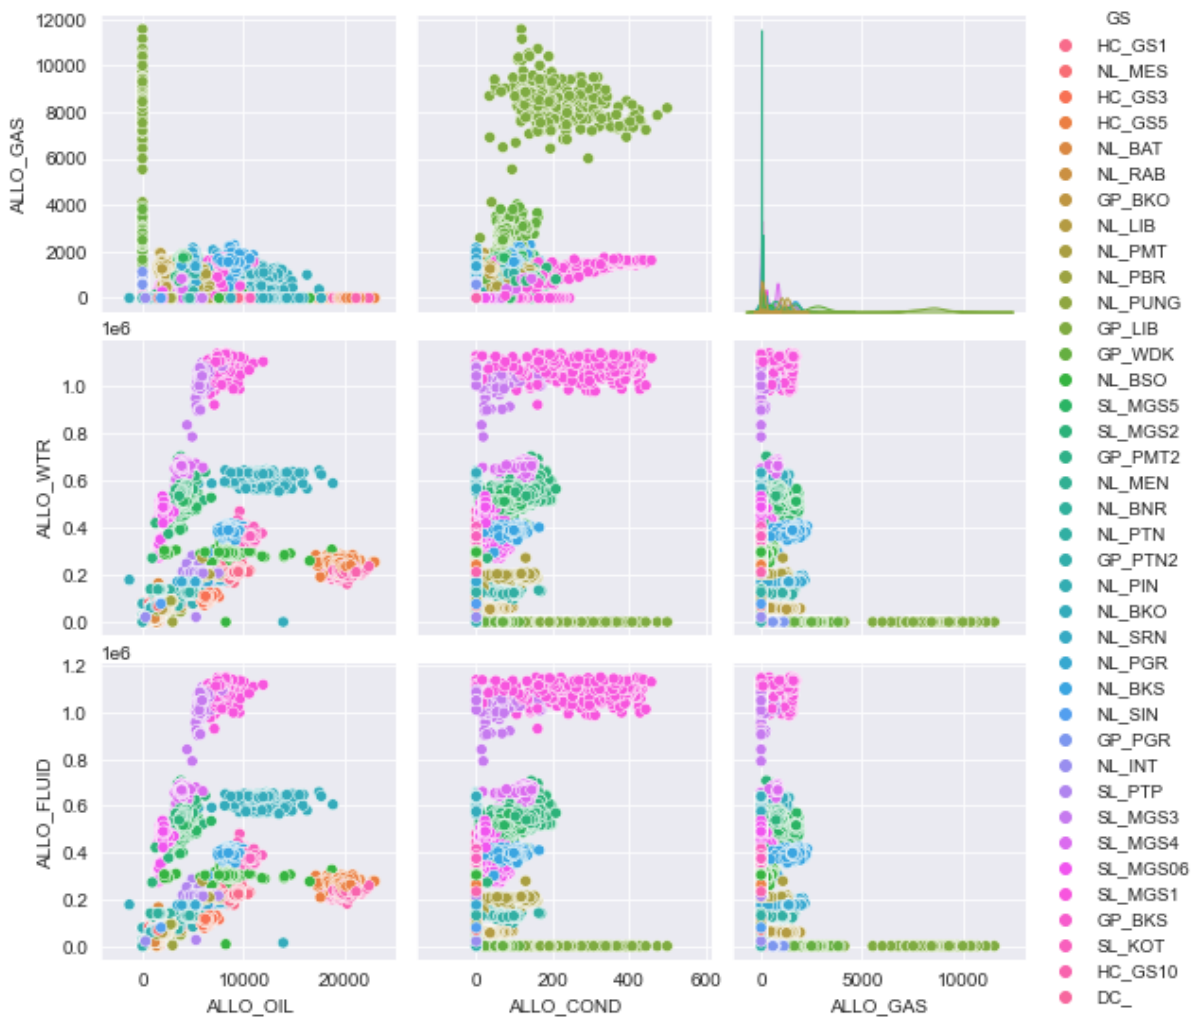 GS
HC_GS1
NL_MES
HC_GS3
HC_GS5
NL_BAT
NL_RAB
GP_BKO
NL_LIB
NL_PMT
NL_PBR
NL_PUNG
GP_LIB
GP_WDK
NL_BSO
SL_MGS5
SL_MGS2
GP_PMT2
NL_MEN
NL_BNR
NL_PTN
GP_PTN2
NL_PIN
NL_BKO
NL_SRN
NL_PGR
NL_BKS
NL_SIN
GP_PGR
NL_INT
SL_PTP
SL_MGS3
SL_MGS4
SL_MGS06
SL_MGS1
GP_BKS
SL_KOT
HC_GS10
DC_
ALLO_GAS
12000
10000
8000
6000
4000
2000
0
1e6
ALLO_WTR
1.0
0.8
0.6
0.4
0.2
0.0
1e6
ALLO_FLUID
1.2
1.0
0.8
0.6
0.4
0.2
0.0
0 10000 20000
ALLO_OIL
0 200 400 600
ALLO_COND
0 5000 10000
ALLO_GAS